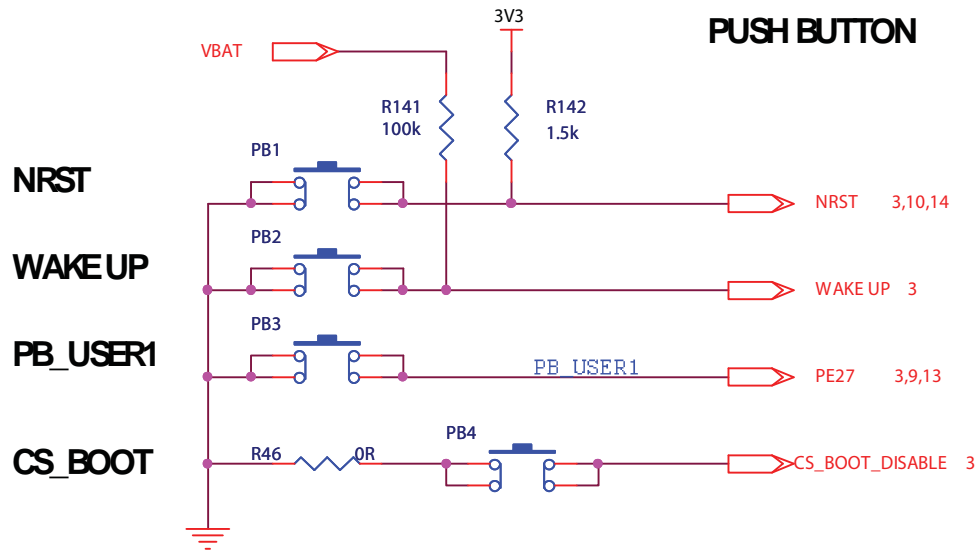 3V3
PUSH BUTTON
VBAT
R141
100k
R142
1.5k
PB1
NRST
NRST 3,10,14
PB2
WAKE UP
WAKE UP 3
PB3
PB_USER1
PB_USER1
PE27 3,9,13
PB4
CS_BOOT
R46 0R
CS_BOOT_DISABLE 3